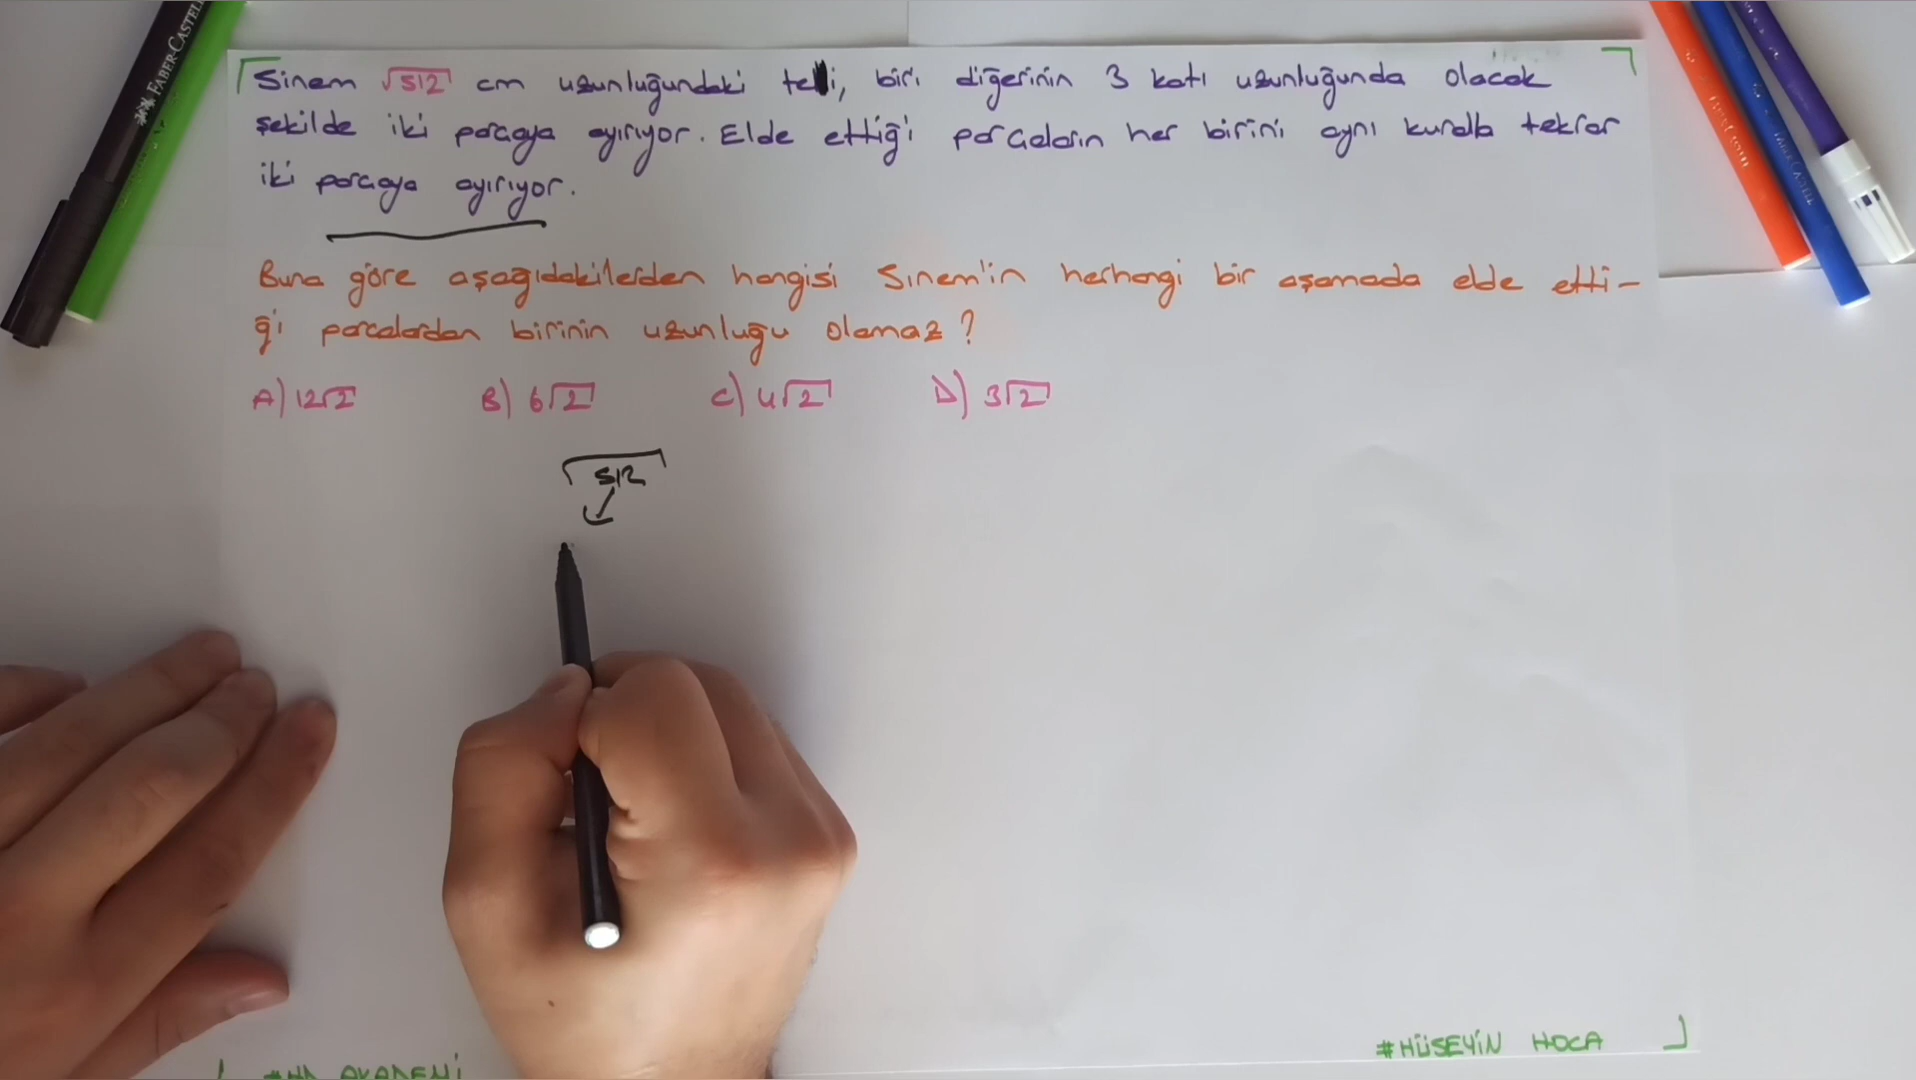 Sinem √512 cm uzunluğundaki teli, biri diğerinin 3 katı uzunluğunda olacak
şekilde iki parçaya ayırıyor. Elde ettiği parçaların her birini aynı kuralla tekrar
iki parçaya ayırıyor.
Buna göre aşağıdakilerden hangisi Sinem'in herhangi bir aşamada elde etti-
ği parçalardan birinin uzunluğu olamaz?
A) 12√2 B) 6√2 C) 4√2 D) 3√2
√512
#HÜSEYİN HOCA
FABER-CASTELL